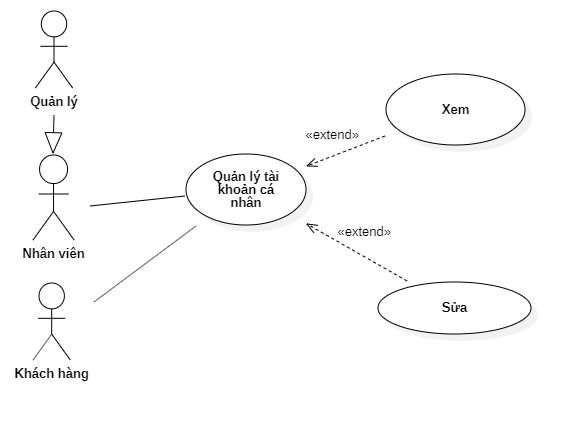 Quản lý
Nhân viên
Khách hàng
Quản lý tài
khoản cá
nhân
«extend»
Xem
«extend»
Sửa